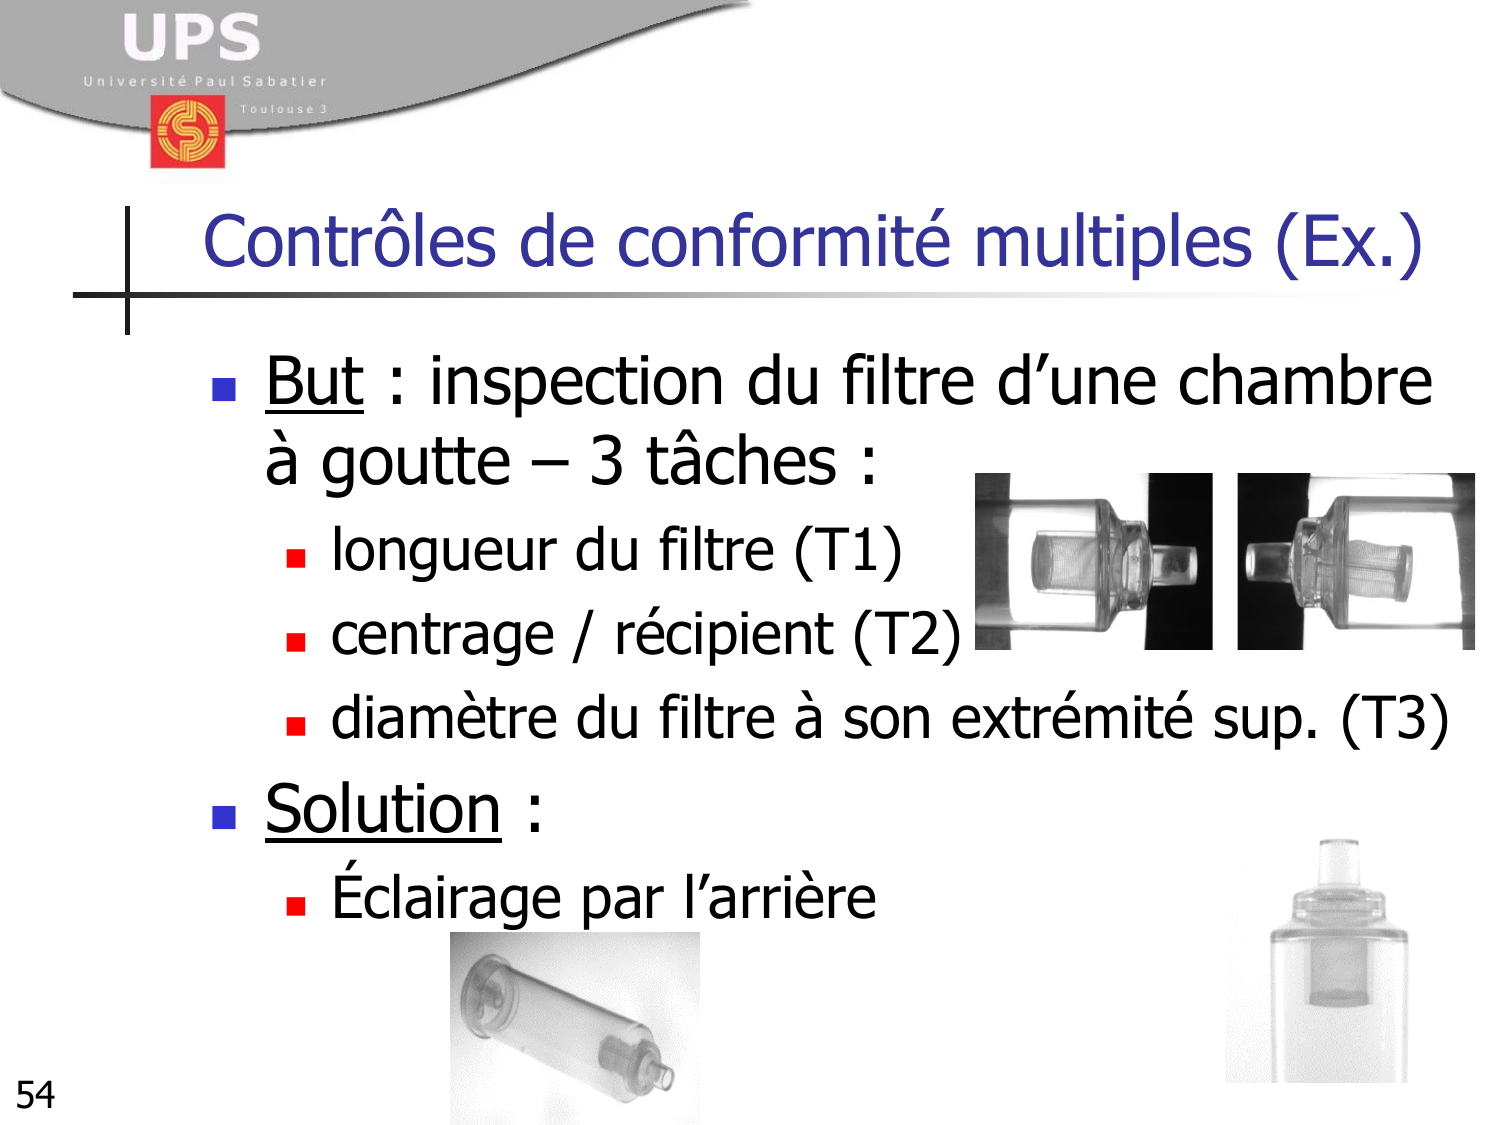 UPS
Université Paul Sabatier
Toulouse 3
Contrôles de conformité multiples (Ex.)
But : inspection du filtre d’une chambre
à goutte – 3 tâches :
longueur du filtre (T1)
centrage / récipient (T2)
diamètre du filtre à son extrémité sup. (T3)
Solution :
Éclairage par l’arrière
54